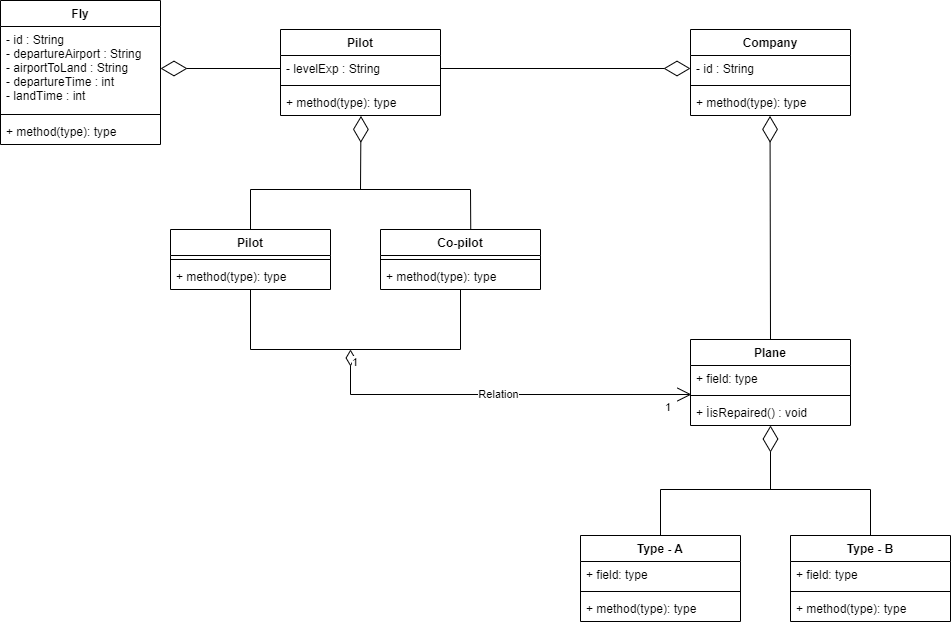 Fly
- id : String
- departureAirport : String
- airportToLand : String
- departureTime : int
- landTime : int
+ method(type): type
Pilot
- levelExp : String
+ method(type): type
Company
- id : String
+ method(type): type
Pilot
+ method(type): type
Co-pilot
+ method(type): type
1
Relation
1
Plane
+ field: type
+ İisRepaired() : void
Type - A
+ field: type
+ method(type): type
Type - B
+ field: type
+ method(type): type